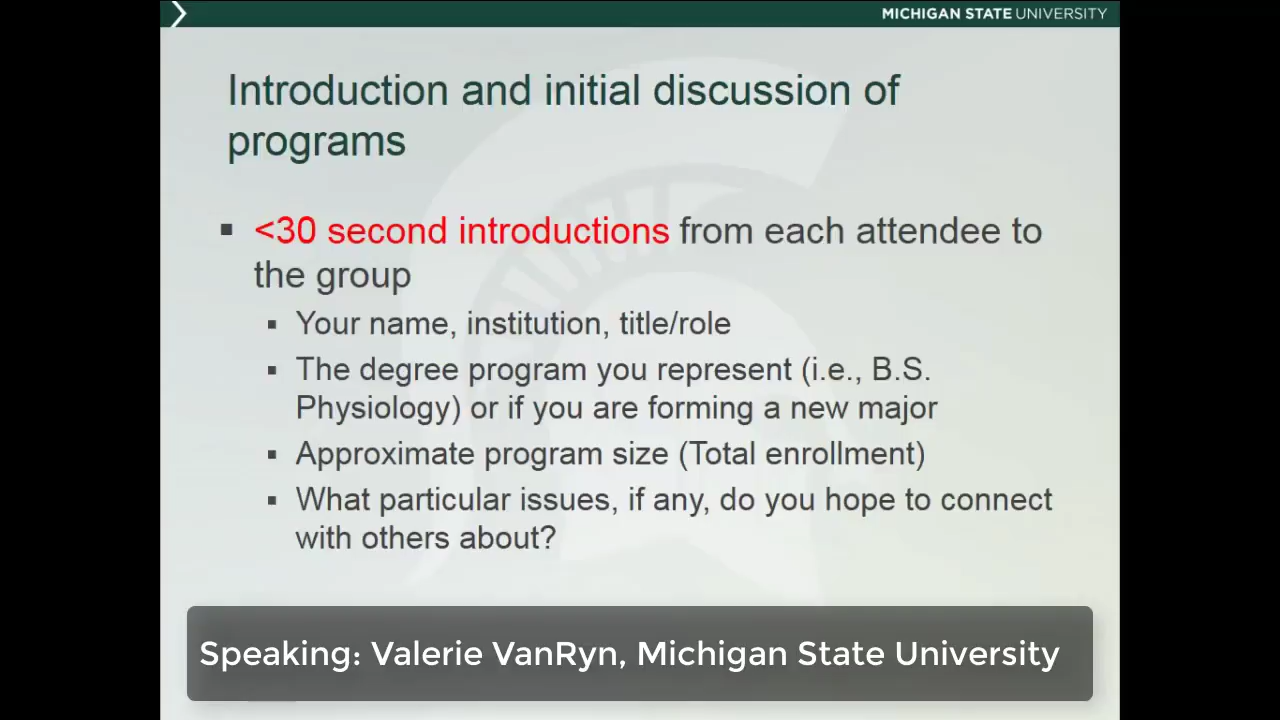 MICHIGAN STATE UNIVERSITY
Introduction and initial discussion of
programs
<30 second introductions from each attendee to
the group
Your name, institution, title/role
The degree program you represent (i.e., B.S.
Physiology) or if you are forming a new major
Approximate program size (Total enrollment)
What particular issues, if any, do you hope to connect
with others about?
Speaking: Valerie VanRyn, Michigan State University